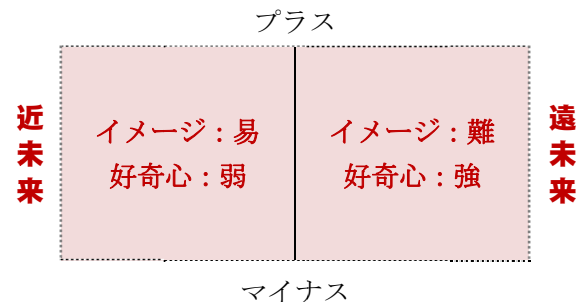 プラス
近未来
イメージ：易
好奇心：弱
イメージ：難
好奇心：強
遠未来
マイナス